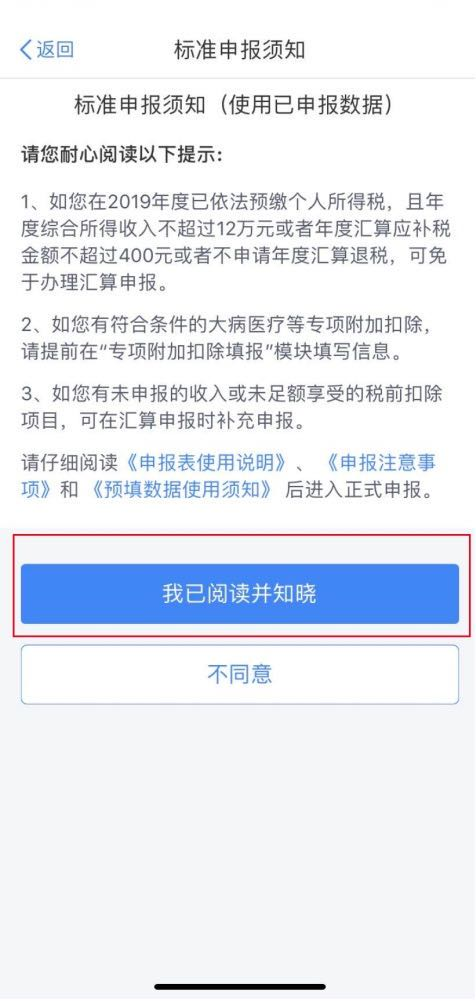 返回
标准申报须知
标准申报须知（使用已申报数据）
请您耐心阅读以下提示：
1、如您在2019年度已依法预缴个人所得税，且年
度综合所得收入不超过12万元或者年度汇算应补税
金额不超过400元或者不申请年度汇算退税，可免
于办理汇算申报。
2、如您有符合条件的大病医疗等专项附加扣除，
请提前在“专项附加扣除填报”模块填写信息。
3、如您有未申报的收入或未足额享受的税前扣除
项目，可在汇算申报时补充申报。
请仔细阅读《申报表使用说明》、《申报注意事
项》和《预填数据使用须知》后进入正式申报。
我已阅读并知晓
不同意